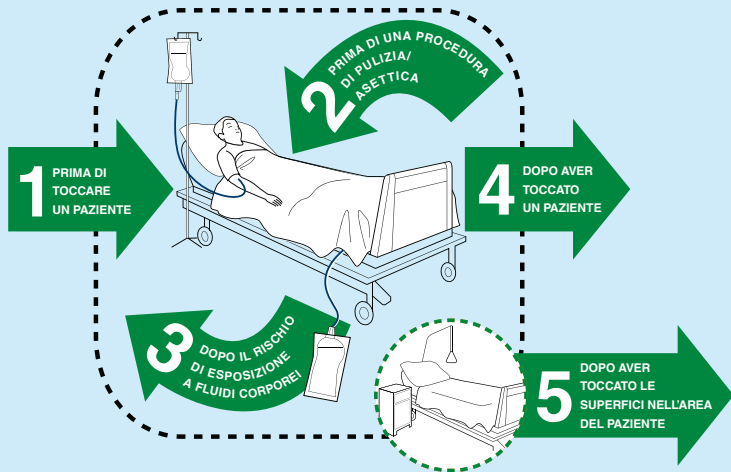 1
PRIMA DI
TOCCARE
UN PAZIENTE
2
PRIMA DI UNA PROCEDURA
DI PULIZIA/
ASETTICA
3
DOPO IL RISCHIO
DI ESPOSIZIONE
A FLUIDI CORPOREI
4
DOPO AVER
TOCCATO
UN PAZIENTE
5
DOPO AVER
TOCCATO LE
SUPERFICI NELL'AREA
DEL PAZIENTE